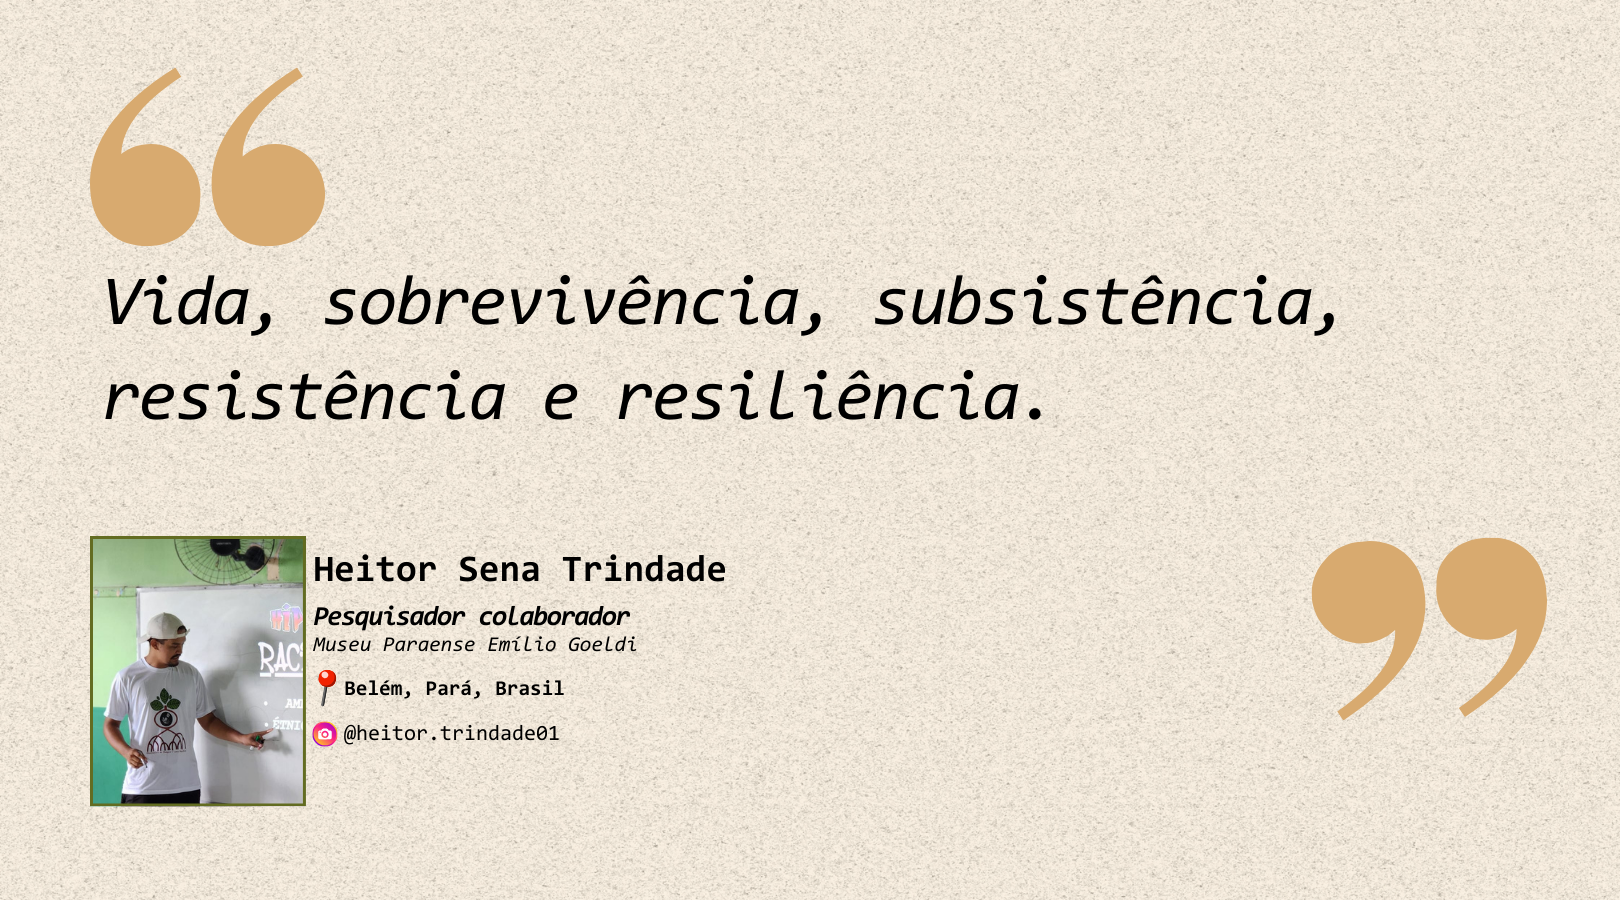 Vida, sobrevivência, subsistência,
resistência e resiliência.
Heitor Sena Trindade
Pesquisador colaborador
Museu Paraense Emílio Goeldi
Belém, Pará, Brasil
@heitor.trindade01